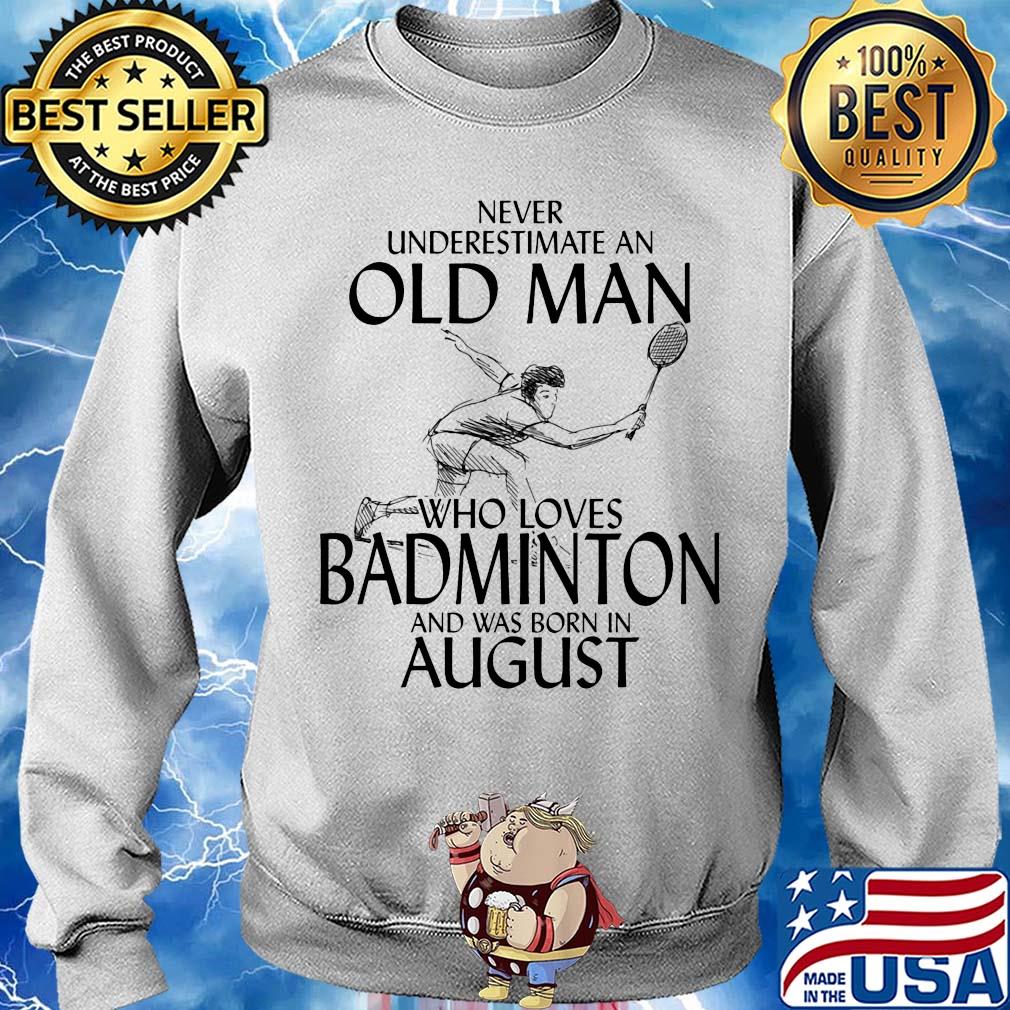 THE BEST PRODUCT
BEST SELLER
AT THE BEST PRICE
100%
BEST
QUALITY
NEVER
UNDERESTIMATE AN
OLD MAN
WHO LOVES
BADMINTON
AND WAS BORN IN
AUGUST
MADE
IN THE
USA